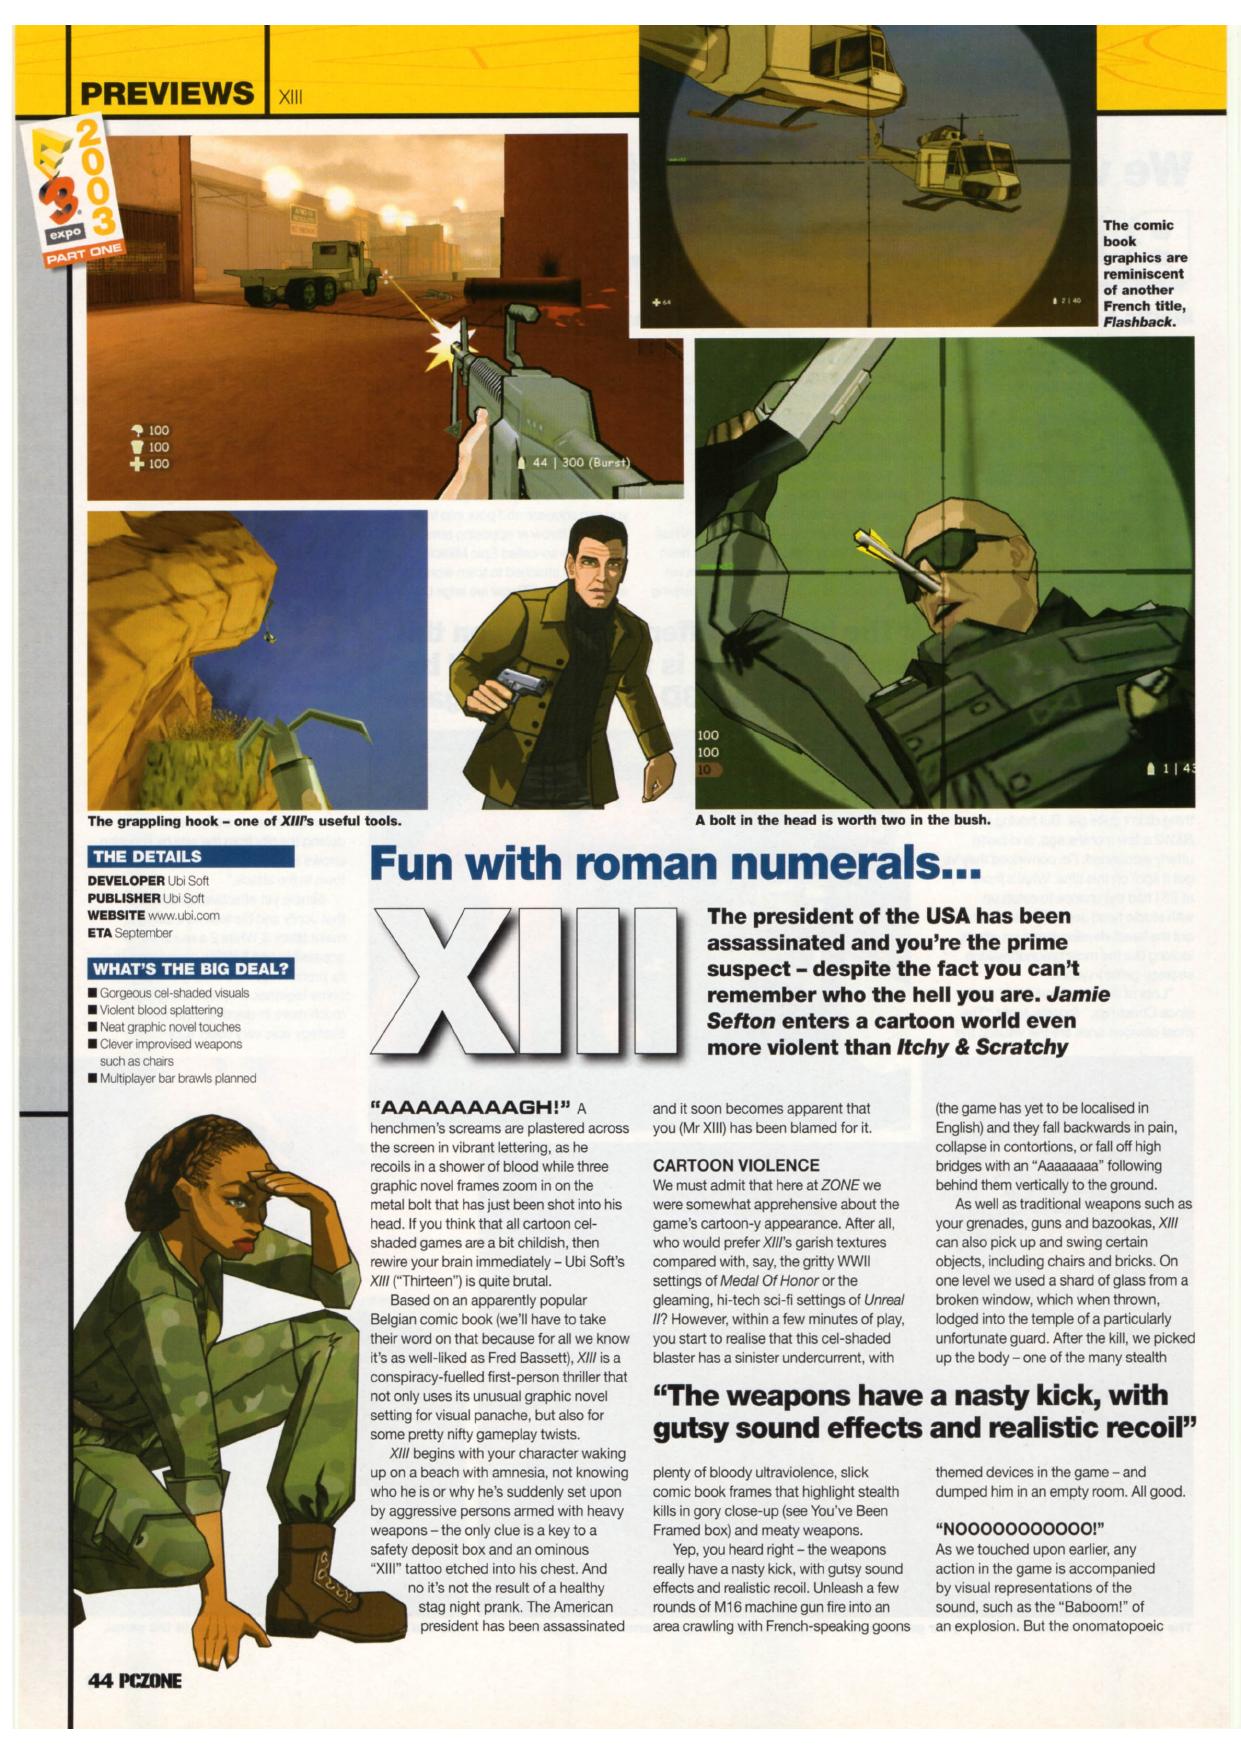 PREVIEWS XIII
E3 expo
2003
PART ONE
The comic
book
graphics are
reminiscent
of another
French title,
Flashback.
64
2 | 40
100
100
100
44 | 300 (Burst)
100
100
10
1 | 43
The grappling hook – one of XIII's useful tools.
A bolt in the head is worth two in the bush.
THE DETAILS
DEVELOPER Ubi Soft
PUBLISHER Ubi Soft
WEBSITE www.ubi.com
ETA September
WHAT'S THE BIG DEAL?
■ Gorgeous cel-shaded visuals
■ Violent blood splattering
■ Neat graphic novel touches
■ Clever improvised weapons
such as chairs
■ Multiplayer bar brawls planned
Fun with roman numerals...
XIII
The president of the USA has been
assassinated and you're the prime
suspect – despite the fact you can't
remember who the hell you are. Jamie
Sefton enters a cartoon world even
more violent than Itchy & Scratchy
"AAAAAAAAGH!" A
henchmen's screams are plastered across
the screen in vibrant lettering, as he
recoils in a shower of blood while three
graphic novel frames zoom in on the
metal bolt that has just been shot into his
head. If you think that all cartoon cel-
shaded games are a bit childish, then
rewire your brain immediately – Ubi Soft's
XIII ("Thirteen") is quite brutal.
Based on an apparently popular
Belgian comic book (we'll have to take
their word on that because for all we know
it's as well-liked as Fred Bassett), XIII is a
conspiracy-fuelled first-person thriller that
not only uses its unusual graphic novel
setting for visual panache, but also for
some pretty nifty gameplay twists.
XIII begins with your character waking
up on a beach with amnesia, not knowing
who he is or why he's suddenly set upon
by aggressive persons armed with heavy
weapons – the only clue is a key to a
safety deposit box and an ominous
"XIII" tattoo etched into his chest. And
no it's not the result of a healthy
stag night prank. The American
president has been assassinated
and it soon becomes apparent that
you (Mr XIII) has been blamed for it.
CARTOON VIOLENCE
We must admit that here at ZONE we
were somewhat apprehensive about the
game's cartoon-y appearance. After all,
who would prefer XIII's garish textures
compared with, say, the gritty WWII
settings of Medal Of Honor or the
gleaming, hi-tech sci-fi settings of Unreal
II? However, within a few minutes of play,
you start to realise that this cel-shaded
blaster has a sinister undercurrent, with
"The weapons have a nasty kick, with
gutsy sound effects and realistic recoil"
plenty of bloody ultraviolence, slick
comic book frames that highlight stealth
kills in gory close-up (see You've Been
Framed box) and meaty weapons.
Yep, you heard right – the weapons
really have a nasty kick, with gutsy sound
effects and realistic recoil. Unleash a few
rounds of M16 machine gun fire into an
area crawling with French-speaking goons
(the game has yet to be localised in
English) and they fall backwards in pain,
collapse in contortions, or fall off high
bridges with an "Aaaaaaaa" following
behind them vertically to the ground.
As well as traditional weapons such as
your grenades, guns and bazookas, XIII
can also pick up and swing certain
objects, including chairs and bricks. On
one level we used a shard of glass from a
broken window, which when thrown,
lodged into the temple of a particularly
unfortunate guard. After the kill, we picked
up the body – one of the many stealth
themed devices in the game – and
dumped him in an empty room. All good.
"NOOOOOOOOOOO!"
As we touched upon earlier, any
action in the game is accompanied
by visual representations of the
sound, such as the "Baboom!" of
an explosion. But the onomatopoeic
44 PCZONE